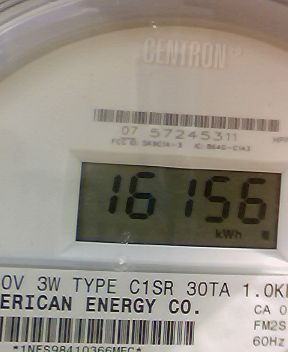 CENTRON
07 57245311
16156
kWh
0V 3W TYPE C1SR 30TA 1.0K
ERICAN ENERGY CO.
CA 0
FM2S
60Hz
*1NFS98410366MEC*